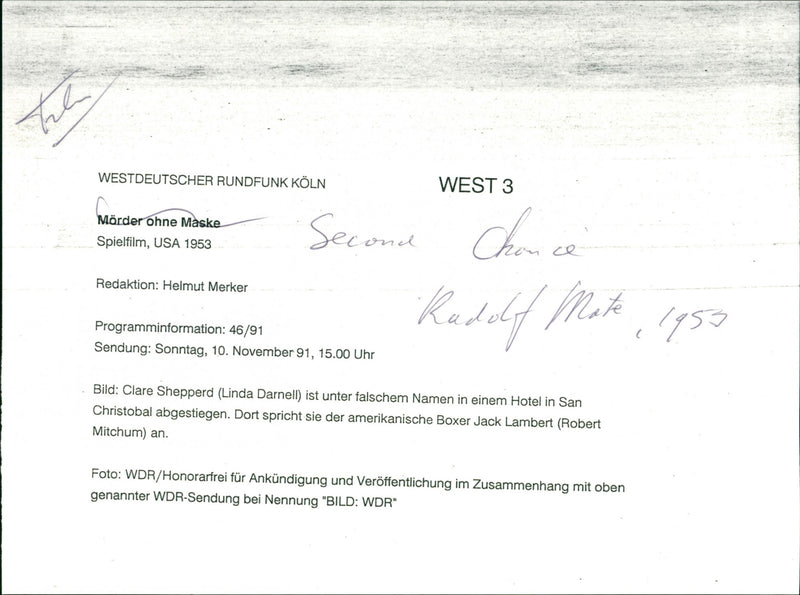 WESTDEUTSCHER RUNDFUNK KÖLN
WEST 3
Mörder ohne Maske
Second Chance
Spielfilm, USA 1953
Redaktion: Helmut Merker
Rudolf Mate, 1953
Programminformation: 46/91
Sendung: Sonntag, 10. November 91, 15.00 Uhr
Bild: Clare Shepperd (Linda Darnell) ist unter falschem Namen in einem Hotel in San
Christobal abgestiegen. Dort spricht sie der amerikanische Boxer Jack Lambert (Robert
Mitchum) an.
Foto: WDR/Honorarfrei für Ankündigung und Veröffentlichung im Zusammenhang mit oben
genannter WDR-Sendung bei Nennung "BILD: WDR"